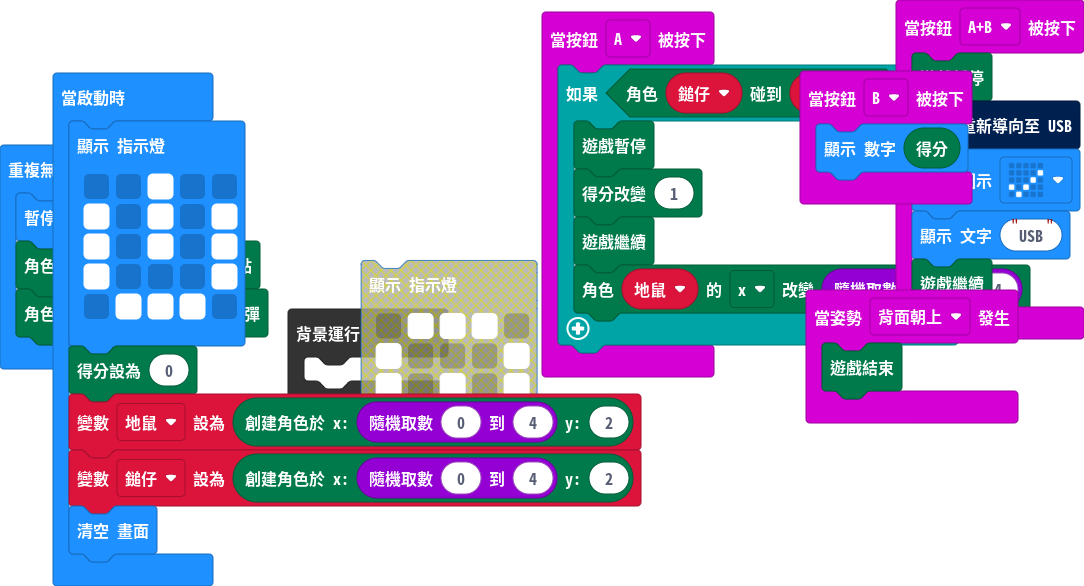 當啟動時
顯示 指示燈
得分設為 0
變數 地鼠 設為 創建角色於 x: 隨機取數 0 到 4 y: 2
變數 鎚仔 設為 創建角色於 x: 隨機取數 0 到 4 y: 2
清空 畫面
重複無
暫停
角色
角色 彈
背景運行
顯示 指示燈
當按鈕 A 被按下
如果 角色 鎚仔 碰到
遊戲暫停
得分改變 1
遊戲繼續
角色 地鼠 的 x 改變 隨機取數 4
當按鈕 B 被按下
顯示 數字 得分
當按鈕 A+B 被按下
停
重新導向至 USB
示
顯示 文字 " USB "
遊戲繼續
當姿勢 背面朝上 發生
遊戲結束